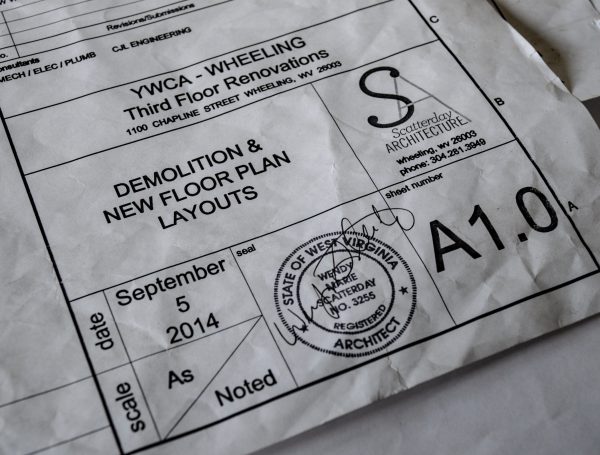 Revisions/Submissions
no.
onsultants
MECH / ELEC / PLUMB CJL ENGINEERING
YWCA - WHEELING
Third Floor Renovations
1100 CHAPLINE STREET WHEELING, WV 26003
C
DEMOLITION &
NEW FLOOR PLAN
LAYOUTS
SA
Scatterday
ARCHITECTURE
wheeling, wv 26003
phone: 304.281.3949
B
sheet number
A1.0
A
date
September
5
2014
scale
As
Noted
seal
STATE OF WEST VIRGINIA
WENDY
MARIE
SCATTERDAY
NO. 3255
REGISTERED
ARCHITECT